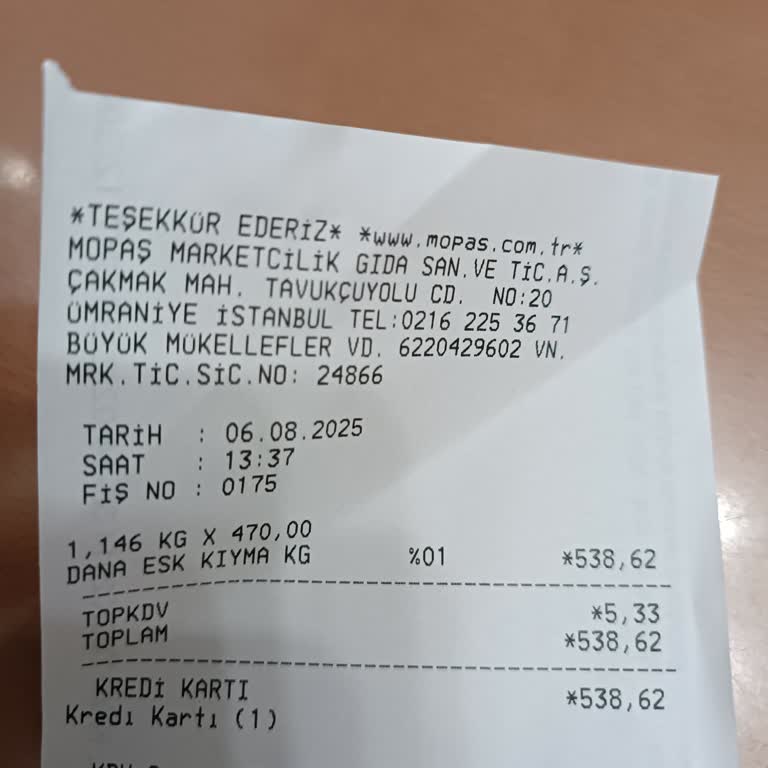 *TEŞEKKÜR EDERİZ* *www.mopas.com.tr*
MOPAŞ MARKETCİLİK GIDA SAN.VE TİC.A.Ş.
ÇAKMAK MAH. TAVUKÇUYOLU CD. NO:20
ÜMRANİYE İSTANBUL TEL:0216 225 36 71
BÜYÜK MÜKELLEFLER VD. 6220429602 VN.
MRK.TİC.SİC.NO: 24866
TARİH : 06.08.2025
SAAT : 13:37
FİŞ NO : 0175
1,146 KG X 470,00
DANA ESK KIYMA KG %01 *538,62
TOPKDV *5,33
TOPLAM *538,62
KREDİ KARTI *538,62
Kredı Kartı (1)